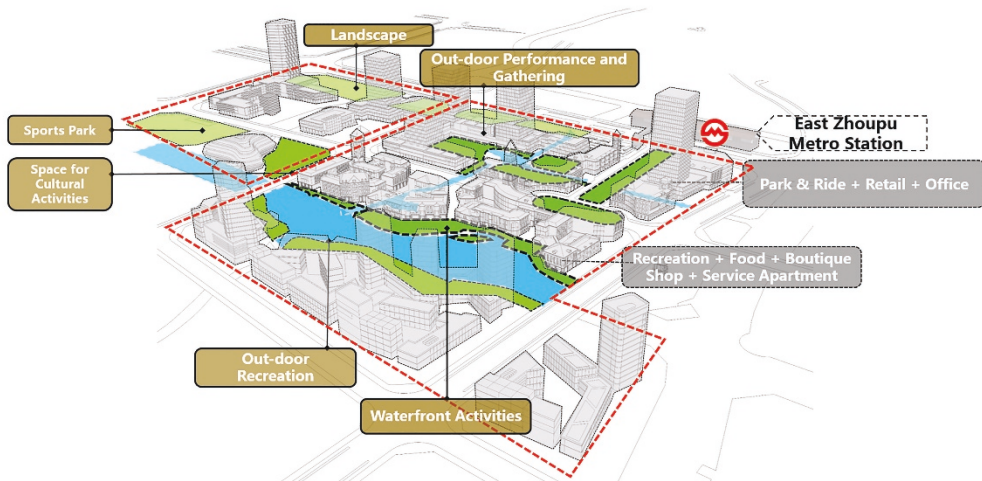 Landscape
Out-door Performance and
Gathering
Sports Park
East Zhoupu
Metro Station
Space for
Cultural
Activities
Park & Ride + Retail + Office
Recreation + Food + Boutique
Shop + Service Apartment
Out-door
Recreation
Waterfront Activities